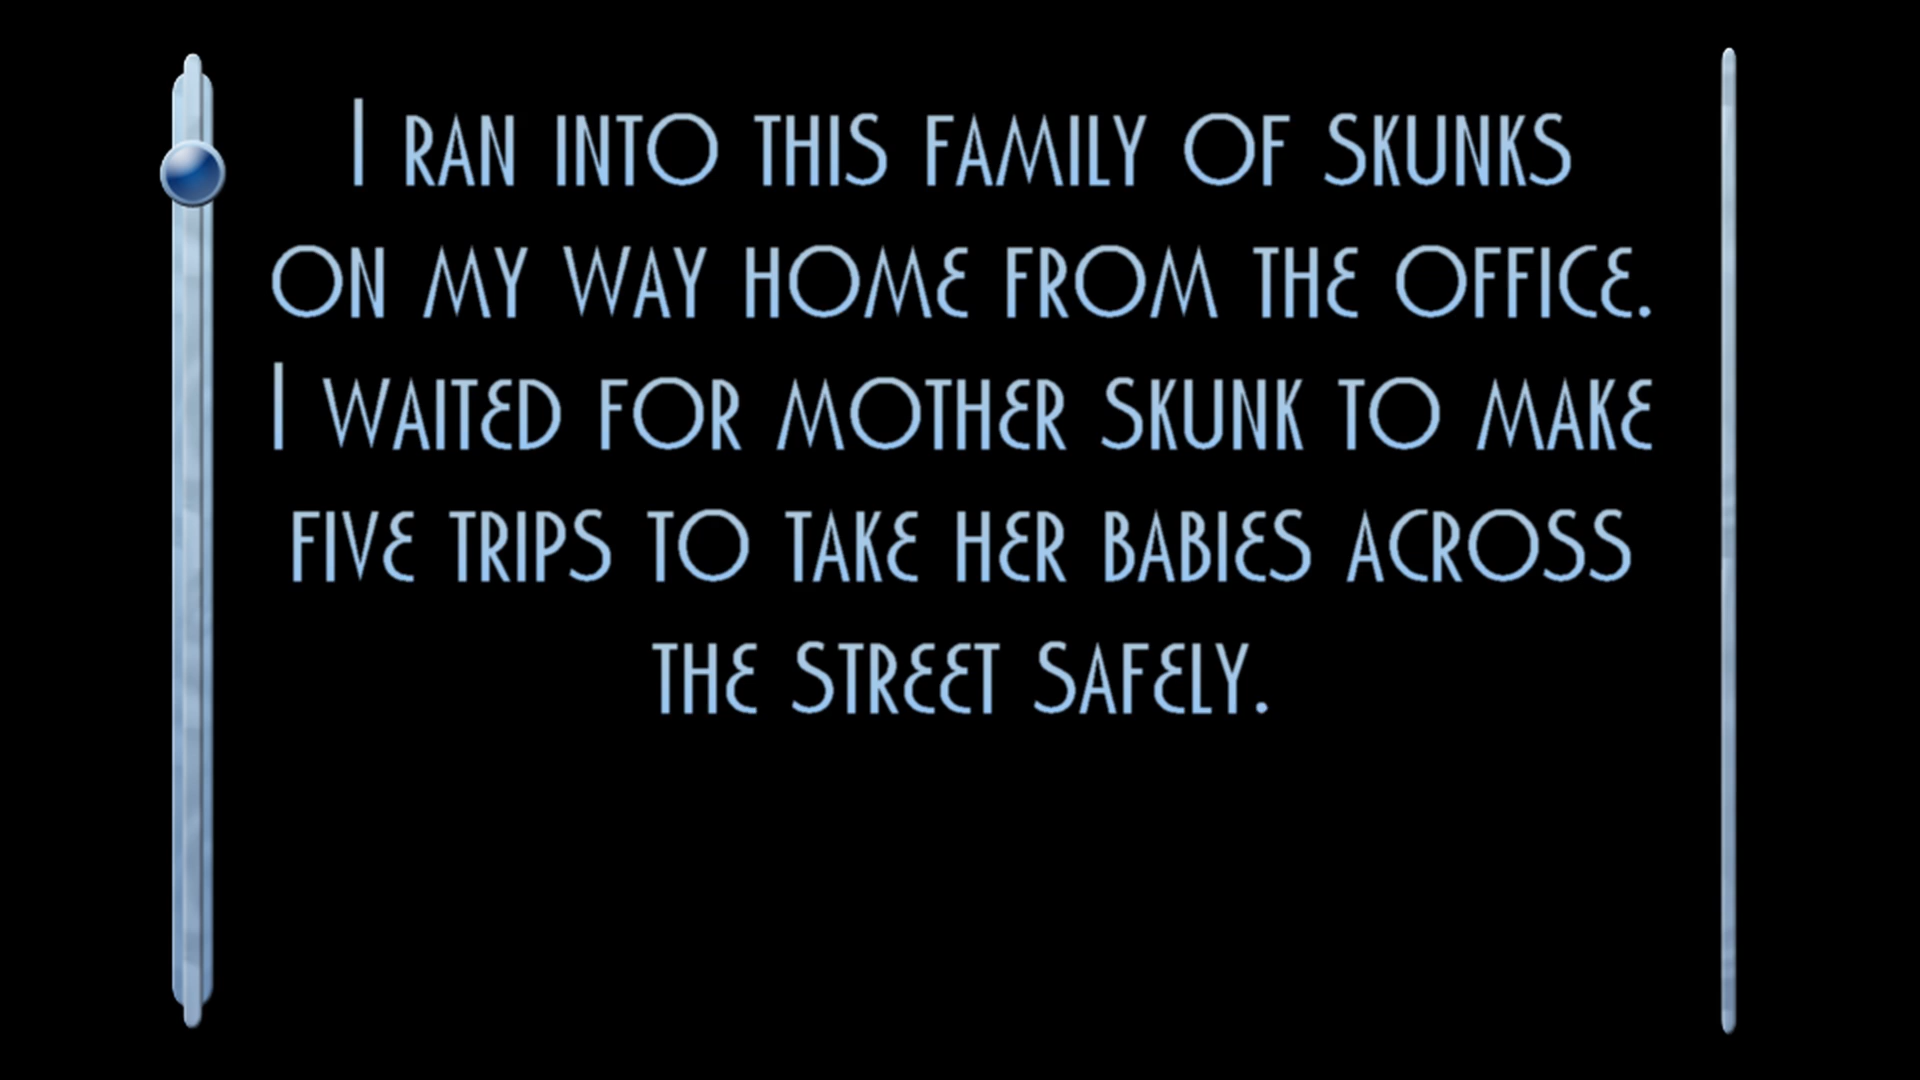 I ran into this family of skunks
on my way home from the office.
I waited for mother skunk to make
five trips to take her babies across
the street safely.